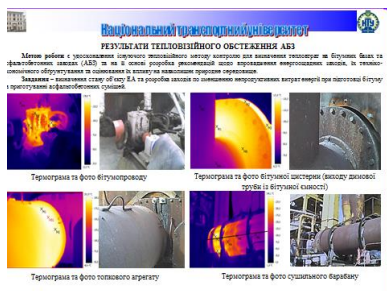 Національний транспортний університет
РЕЗУЛЬТАТИ ТЕПЛОВІЗІЙНОГО ОБСТЕЖЕННЯ АБЗ
Метою роботи є удосконалення існуючого тепловізійного методу контролю для визначення тепловтрат на бітумних базах та
асфальтобетонних заводах (АБЗ) та на її основі розробка рекомендацій щодо впровадження енергоощадних заходів, їх техніко-
економічного обґрунтування та оцінювання їх впливу на навколишнє природне середовище.
Завдання – визначення стану об'єкту ЕА та розробка заходів по зменшенню непродуктивних витрат енергії при підготовці бітуму
і приготуванні асфальтобетонних сумішей.
Термограма та фото бітумопроводу
Термограма та фото бітумної цистерни (виходу димової
труби із бітумної ємності)
Термограма та фото топкового агрегату
Термограма та фото сушильного барабану